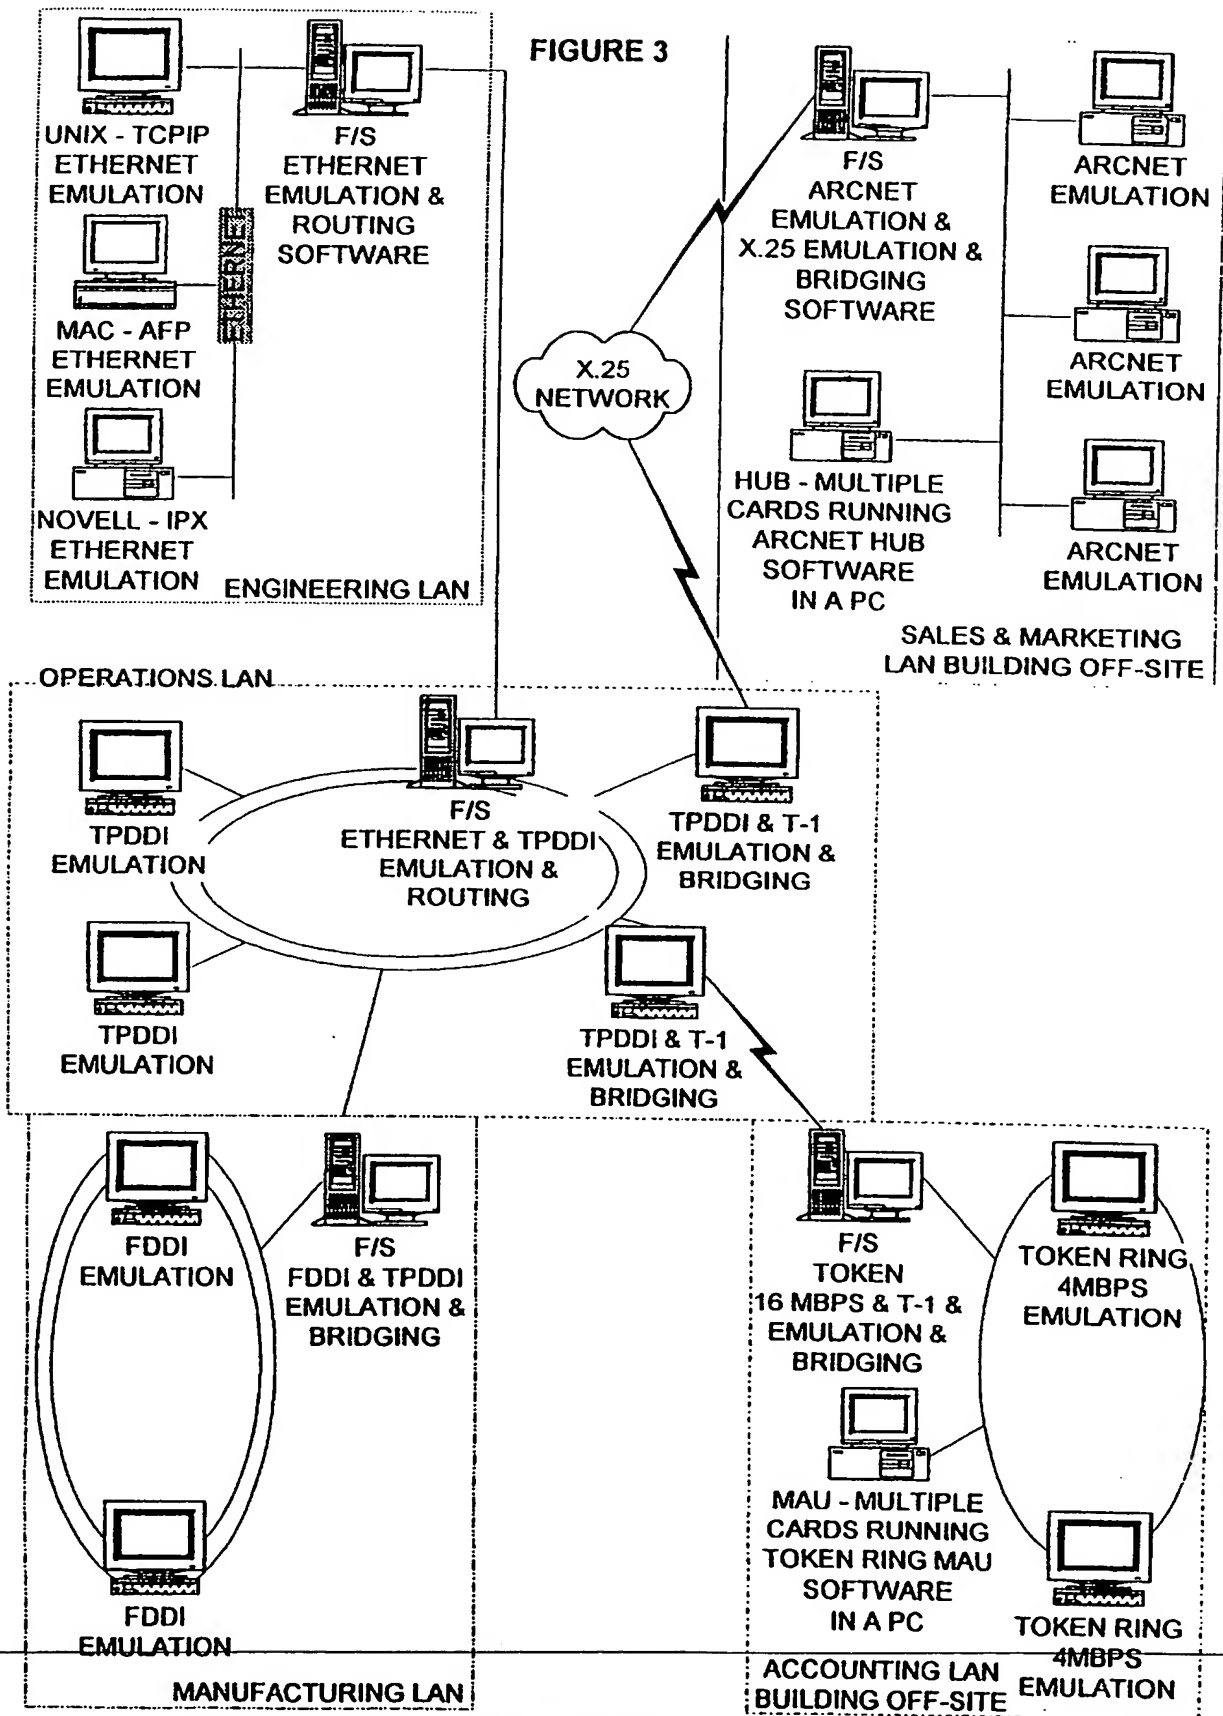 FIGURE 3
UNIX - TCPIP
ETHERNET
EMULATION
F/S
ETHERNET
EMULATION &
ROUTING
SOFTWARE
ETHERNET
MAC - AFP
ETHERNET
EMULATION
NOVELL - IPX
ETHERNET
EMULATION
ENGINEERING LAN
F/S
ARCNET
EMULATION &
X.25 EMULATION &
BRIDGING
SOFTWARE
ARCNET
EMULATION
ARCNET
EMULATION
ARCNET
EMULATION
X.25
NETWORK
HUB - MULTIPLE
CARDS RUNNING
ARCNET HUB
SOFTWARE
IN A PC
SALES & MARKETING
LAN BUILDING OFF-SITE
OPERATIONS LAN
TPDDI
EMULATION
F/S
ETHERNET & TPDDI
EMULATION &
ROUTING
TPDDI & T-1
EMULATION &
BRIDGING
TPDDI
EMULATION
TPDDI & T-1
EMULATION &
BRIDGING
FDDI
EMULATION
F/S
FDDI & TPDDI
EMULATION &
BRIDGING
FDDI
EMULATION
MANUFACTURING LAN
F/S
TOKEN
16 MBPS & T-1 &
EMULATION &
BRIDGING
TOKEN RING
4MBPS
EMULATION
MAU - MULTIPLE
CARDS RUNNING
TOKEN RING MAU
SOFTWARE
IN A PC
TOKEN RING
4MBPS
EMULATION
ACCOUNTING LAN
BUILDING OFF-SITE